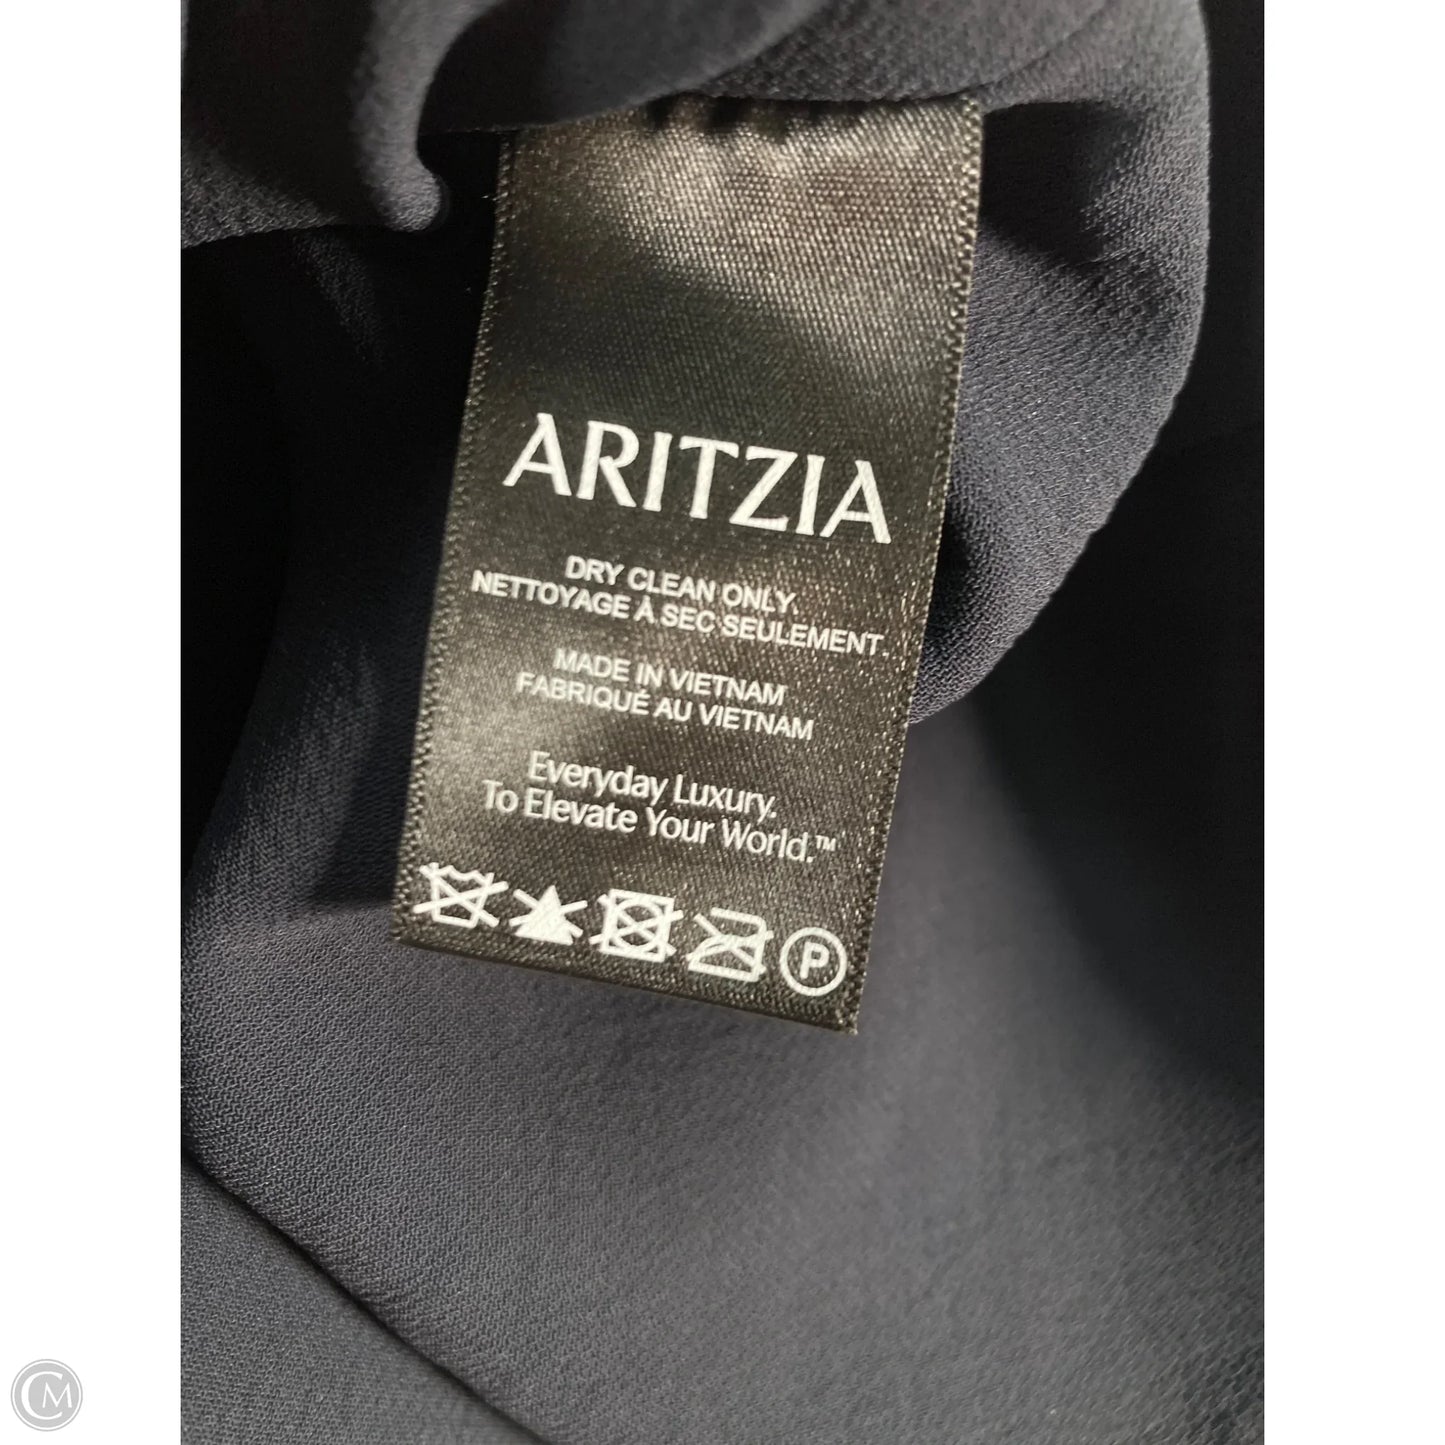 ARITZIA
DRY CLEAN ONLY.
NETTOYAGE À SEC SEULEMENT.
MADE IN VIETNAM
FABRIQUÉ AU VIETNAM
Everyday Luxury.
To Elevate Your World.™
P
CM